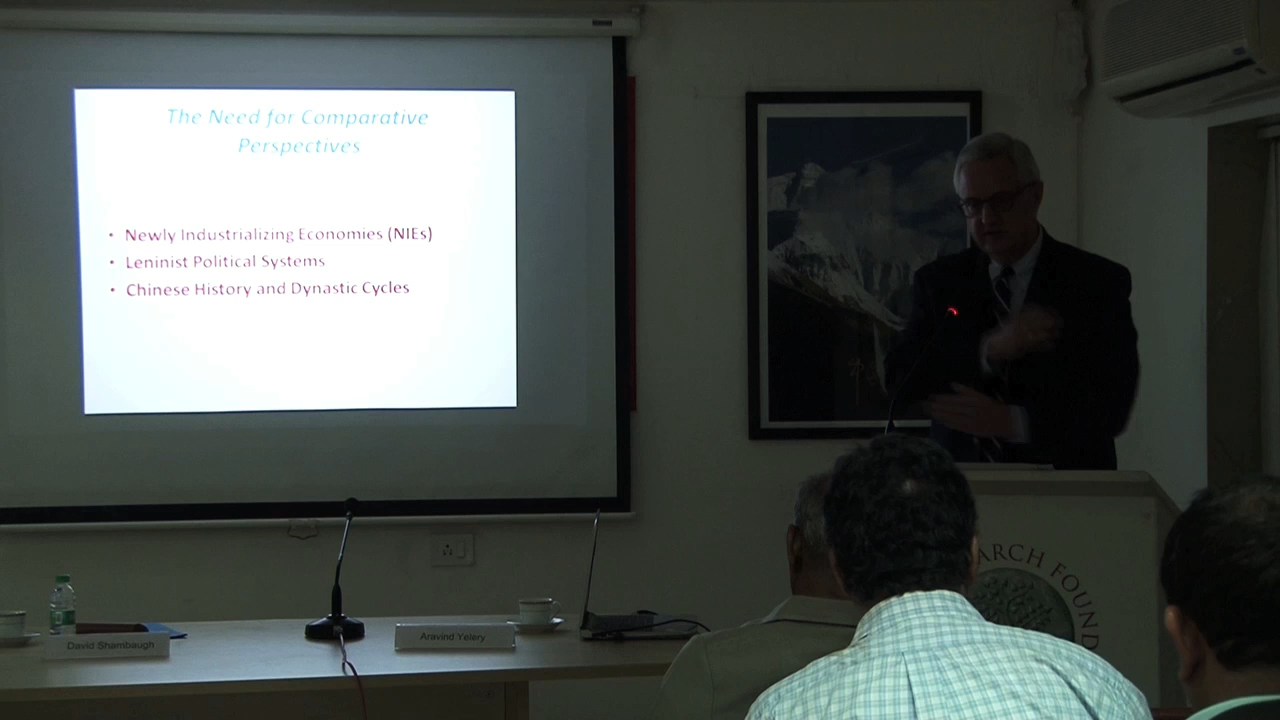 The Need for Comparative
Perspectives
• Newly Industrializing Economies (NIEs)
• Leninist Political Systems
• Chinese History and Dynastic Cycles
David Shambaugh
Aravind Yelery
ARCH FOUND